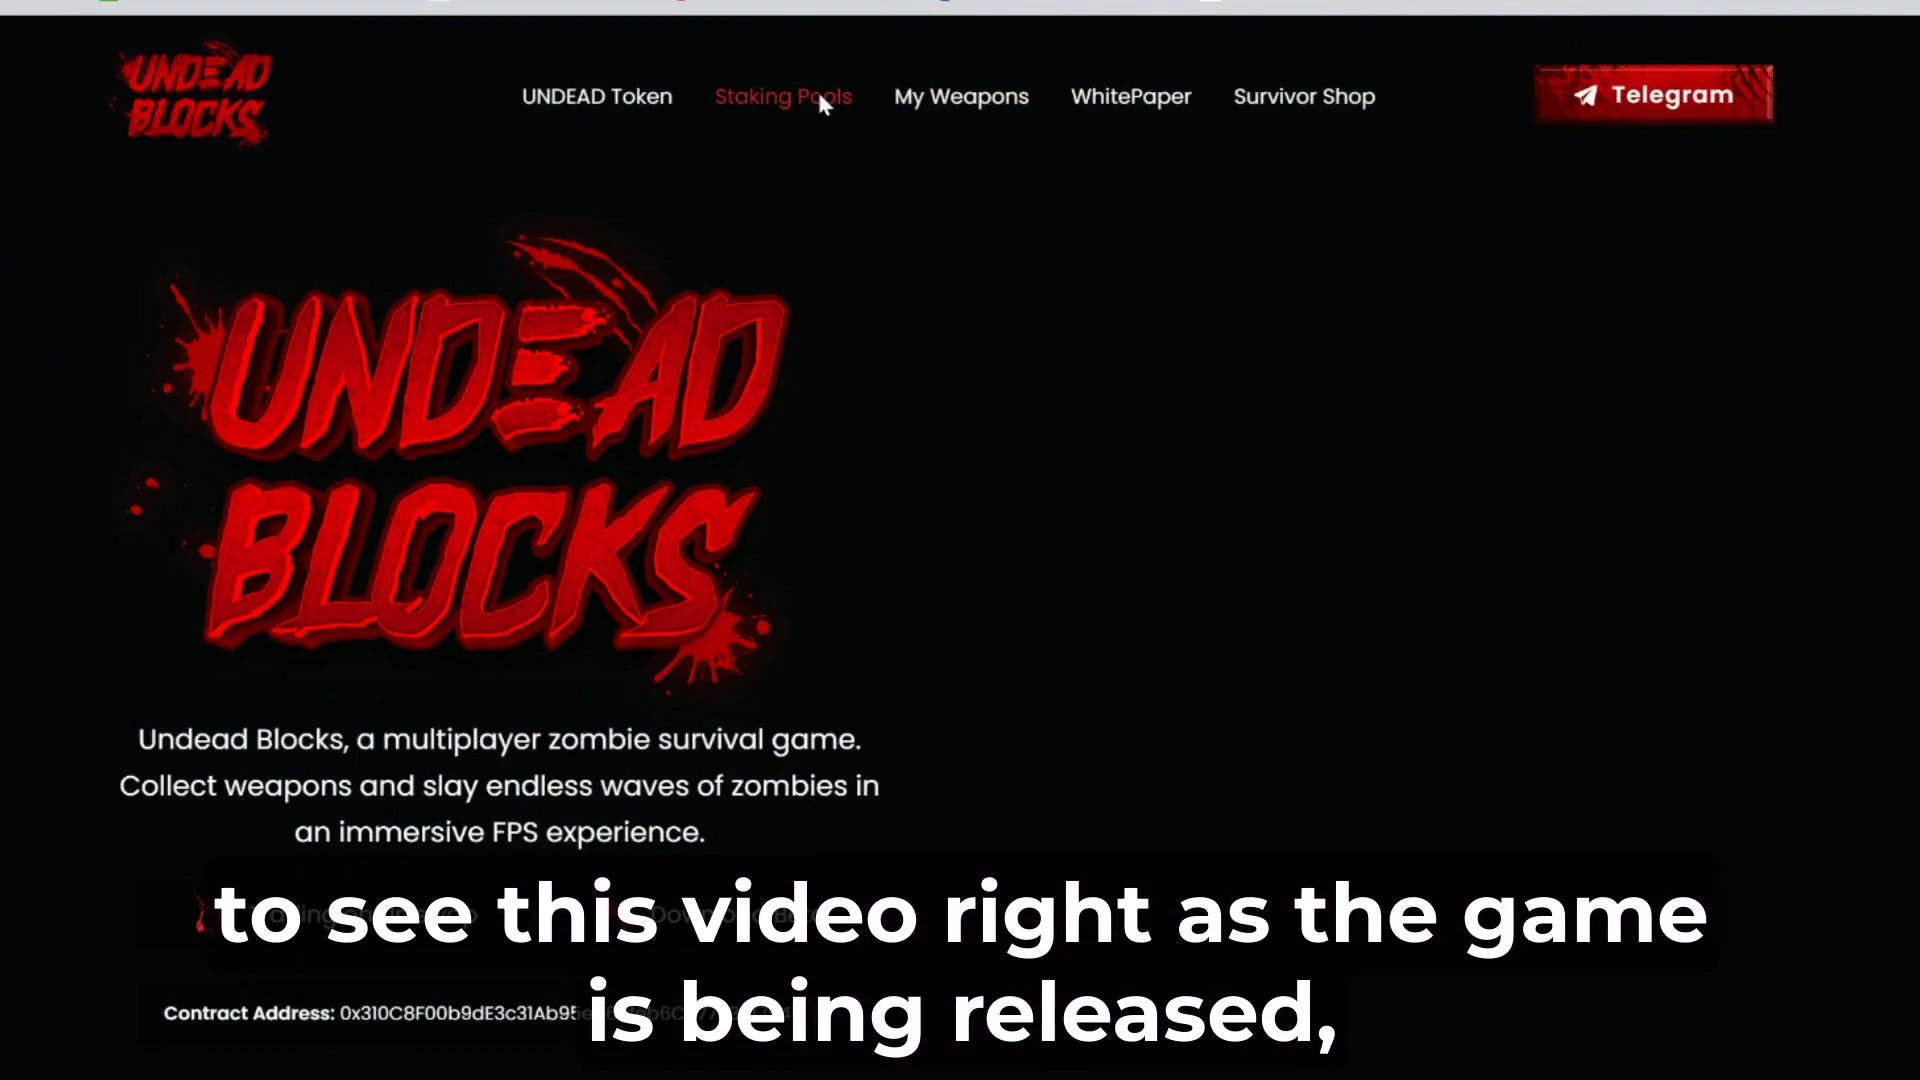 UNDEAD
BLOCKS
UNDEAD Token
Staking Pools
My Weapons
WhitePaper
Survivor Shop
Telegram
UNDEAD
BLOCKS
Undead Blocks, a multiplayer zombie survival game.
Collect weapons and slay endless waves of zombies in
an immersive FPS experience.
to see this video right as the game
Contract Address: 0x310C8F00b9dE3c31Ab95
is being released,